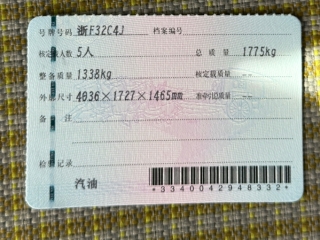 号牌号码 浙F32C4J 档案编号
核定载人数 5人 总质量 1775kg
整备质量 1338kg 核定载质量 --
外廓尺寸 4036×1727×1465mm 准牵引总质量 --
备注
检验记录
汽油
*3340042948332*